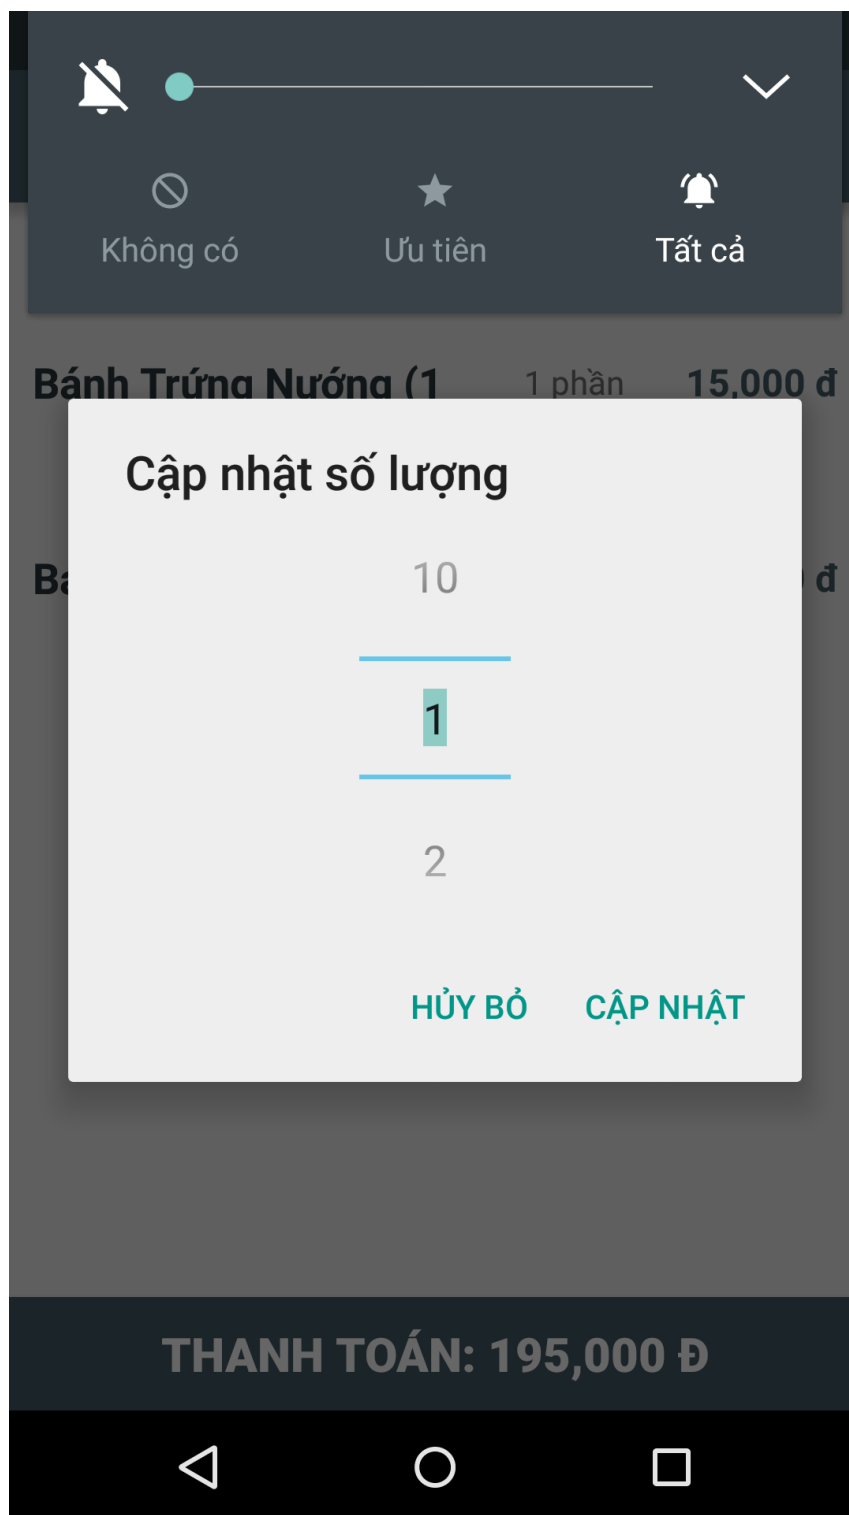 Không có Ưu tiên Tất cả
Bánh Trứng Nướng (1 1 phần 15,000 đ
Cập nhật số lượng
đ
10
1
2
HỦY BỎ CẬP NHẬT
THANH TOÁN: 195,000 Đ